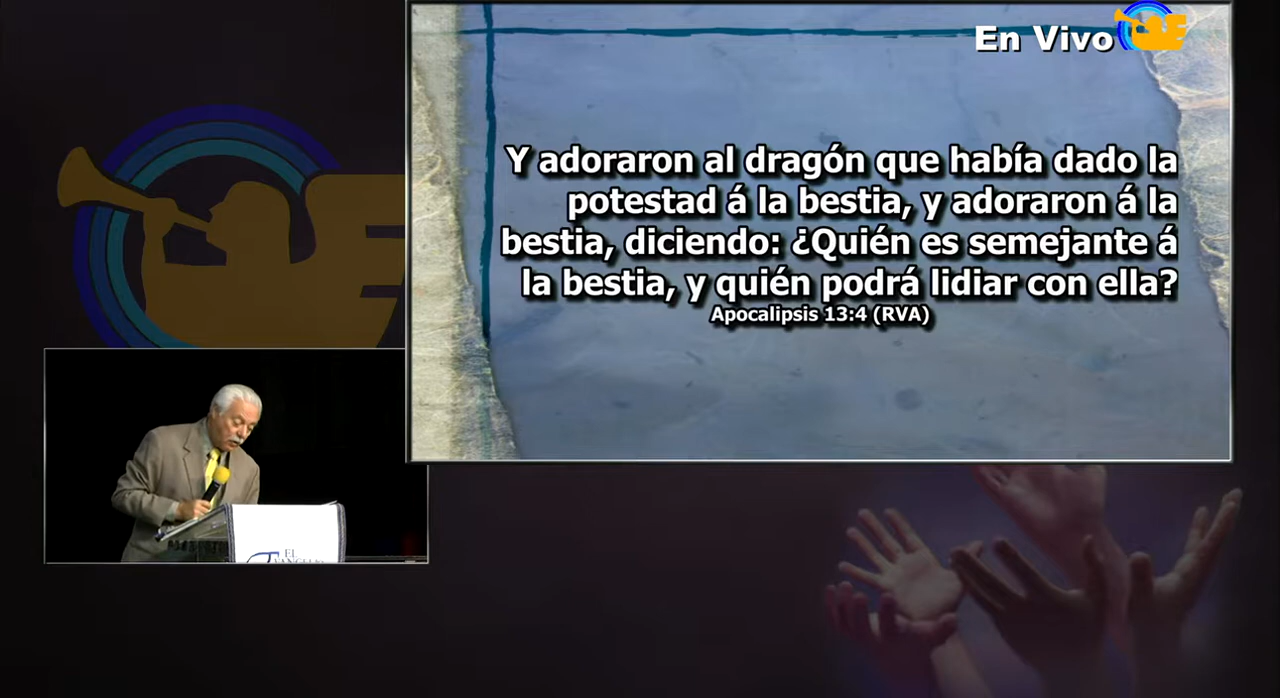 En Vivo
Y adoraron al dragón que había dado la
potestad á la bestia, y adoraron á la
bestia, diciendo: ¿Quién es semejante á
la bestia, y quién podrá lidiar con ella?
Apocalipsis 13:4 (RVA)
EL